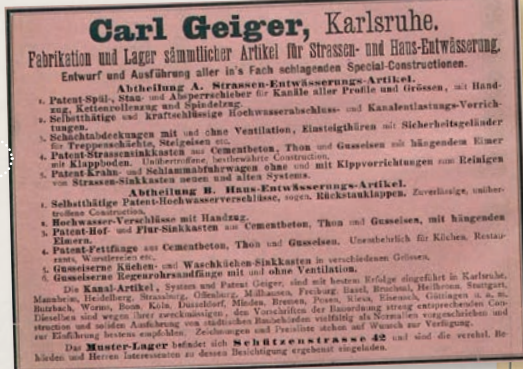 Carl Geiger, Karlsruhe.
Fabrikation und Lager sämmtlicher Artikel für Strassen- und Haus-Entwässerung.
Entwurf und Ausführung aller in's Fach schlagenden Special-Constructionen.
Abtheilung A. Strassen-Entwässerungs-Artikel.
1. Patent-Spül-, Stau- und Absperrschieber für Kanäle aller Profile und Grössen, mit Hand-
zug, Kettenrollenzug und Spindelzug.
2. Selbstthätige und kraftschlüssige Hochwasserabschluss- und Kanalentlastungs-Vorrich-
tungen.
3. Schachtabdeckungen mit und ohne Ventilation, Einsteigthüren mit Sicherheitsgeländer
für Treppenschächte, Steigeisen etc.
4. Patent-Strassensinkkasten aus Cementbeton, Thon und Gusseisen mit hängendem Eimer
mit Klappboden. Unübertroffene, bestbewährte Construction.
5. Patent-Krahn- und Schlammabfuhrwagen ohne und mit Kippvorrichtungen zum Reinigen
von Strassen-Sinkkasten neuen und alten Systems.
Abtheilung B. Haus-Entwässerungs-Artikel.
1. Selbstthätige Patent-Hochwasserverschlüsse, sogen. Rückstauklappen. Zuverlässige, unüber-
troffene Construction.
2. Hochwasser-Verschlüsse mit Handzug.
3. Patent-Hof- und Flur-Sinkkasten aus Cementbeton, Thon und Gusseisen, mit hängenden
Eimern.
4. Patent-Fettfänge aus Cementbeton, Thon und Gusseisen. Unentbehrlich für Küchen, Restau-
rants, Wurstlereien etc.
5. Gusseiserne Küchen- und Waschküchen-Sinkkasten in verschiedenen Grössen.
6. Gusseiserne Regenrohrsandfänge mit und ohne Ventilation.
Die Kanal-Artikel, System und Patent Geiger, sind mit bestem Erfolge eingeführt in Karlsruhe,
Mannheim, Heidelberg, Strassburg, Offenburg, Mülhausen, Freiburg, Basel, Bruchsal, Heilbronn, Stuttgart,
Butzbach, Worms, Bonn, Köln, Düsseldorf, Minden, Bremen, Posen, Eisenach, Göttingen u. s. w.
Dieselben sind wegen ihrer zweckmässigen, den Vorschriften der Bauordnung streng entsprechenden Con-
struction und soliden Ausführung von städtischen Baubehörden vielfältig als Normalien vorgeschrieben und
zur Einführung bestens empfohlen. Zeichnungen und Preisliste stehen auf Wunsch zur Verfügung.
Das Muster-Lager befindet sich Schützenstrasse 42 und sind die verehrl. Be-
hörden und Herren Interessenten zu dessen Besichtigung ergebenst eingeladen.